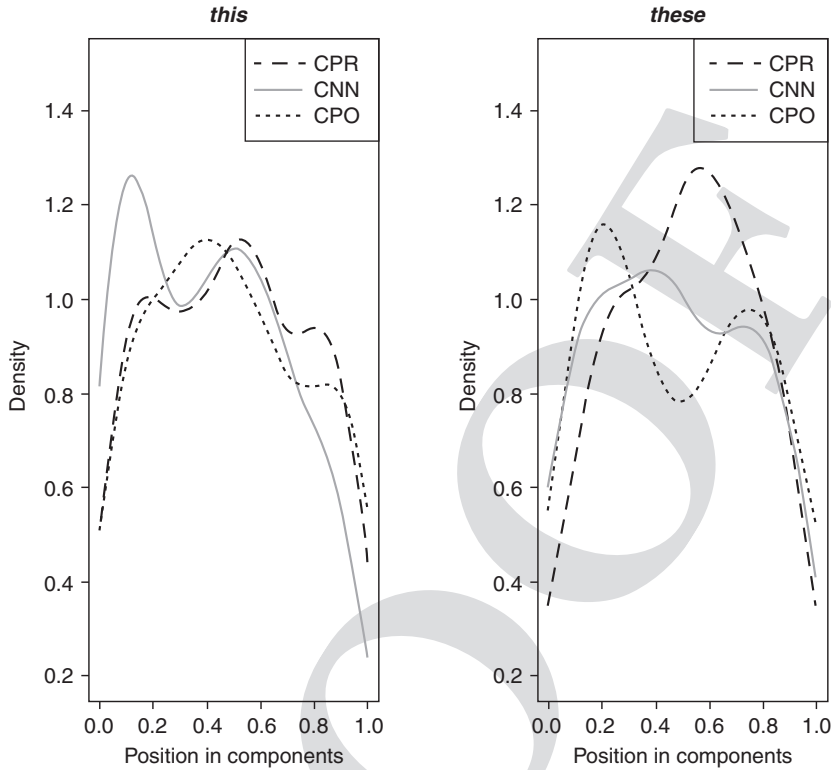 this
CPR
CNN
CPO
1.4
1.2
1.0
0.8
0.6
0.4
0.2
Density
0.0 0.2 0.4 0.6 0.8 1.0
Position in components
these
CPR
CNN
CPO
1.4
1.2
1.0
0.8
0.6
0.4
0.2
Density
0.0 0.2 0.4 0.6 0.8 1.0
Position in components
OOF